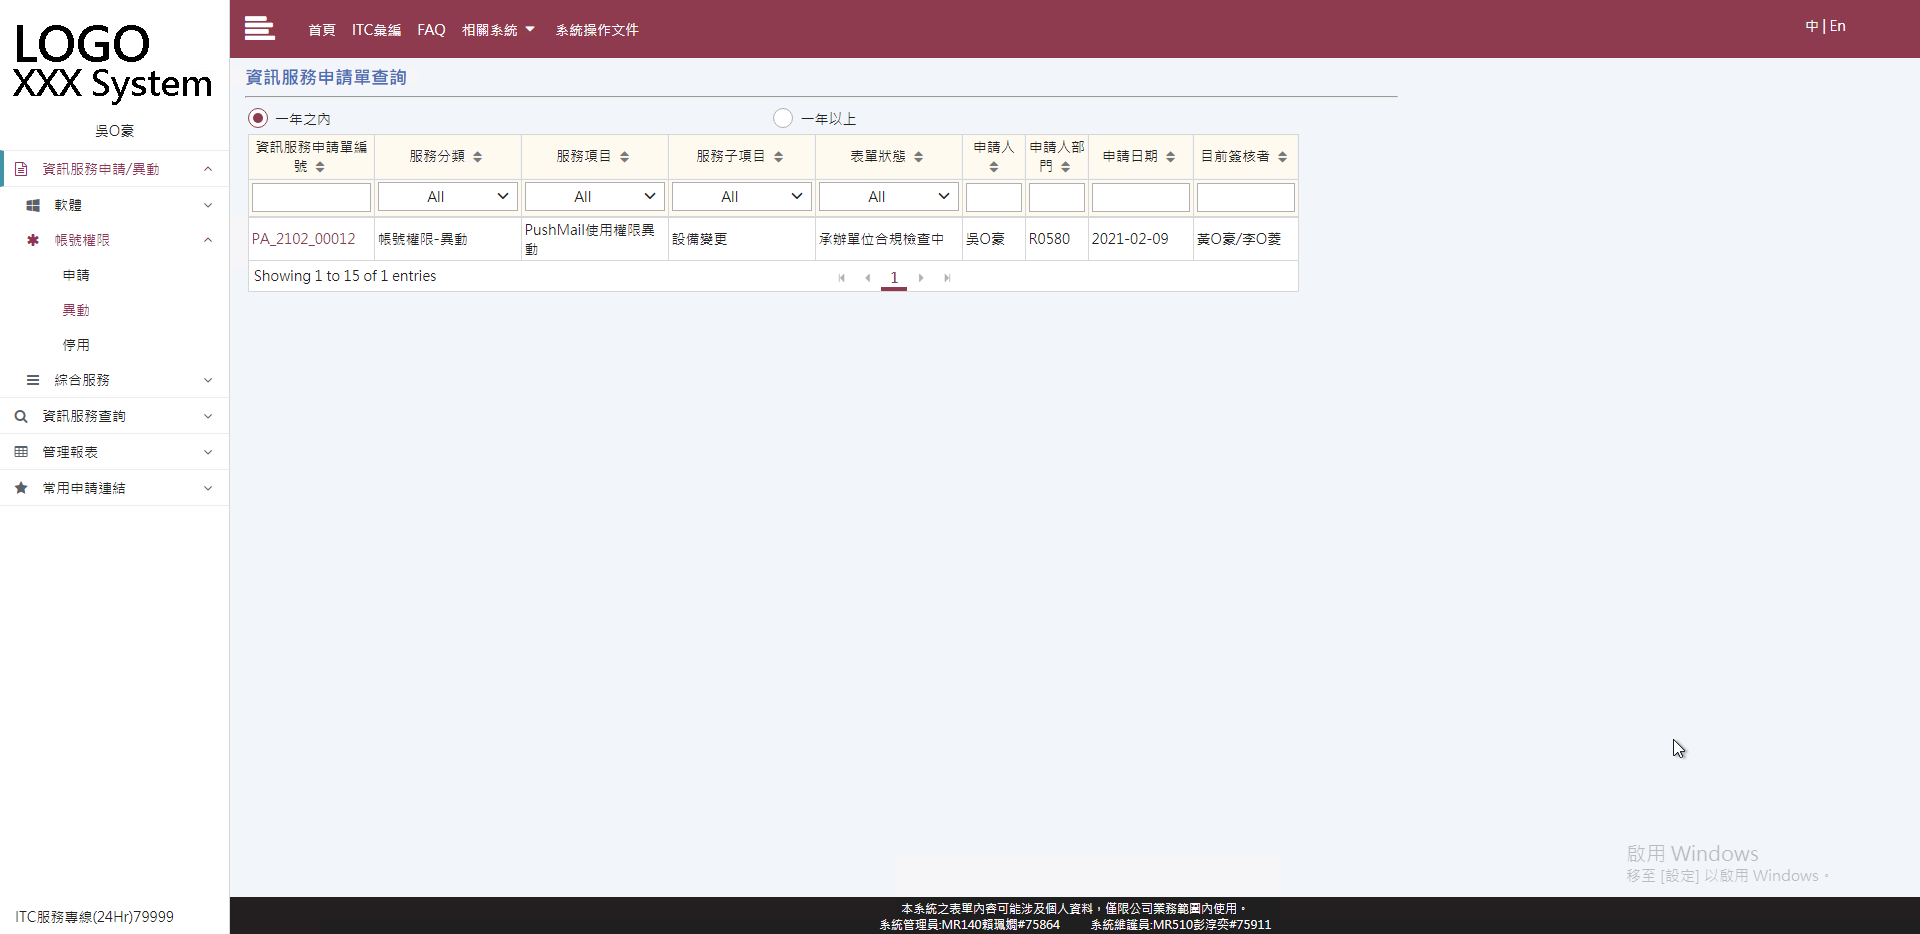 LOGO
XXX System
吳O豪
資訊服務申請/異動
軟體
帳號權限
申請
異動
停用
綜合服務
資訊服務查詢
管理報表
常用申請連結
ITC服務專線(24Hr)79999
首頁 ITC彙編 FAQ 相關系統 系統操作文件
中 | En
資訊服務申請單查詢
一年之內 一年以上
資訊服務申請單編號 服務分類 服務項目 服務子項目 表單狀態 申請人 申請人部門 申請日期 目前簽核者
All All All All
PA_2102_00012 帳號權限-異動 PushMail使用權限異動 設備變更 承辦單位合規檢查中 吳O豪 R0580 2021-02-09 黃O豪/李O菱
Showing 1 to 15 of 1 entries 1
啟用 Windows
移至 [設定] 以啟用 Windows。
本系統之表單內容可能涉及個人資料，僅限公司業務範圍內使用。
系統管理員:MR140賴珮嫺#75864 系統維護員:MR510彭淳奕#75911